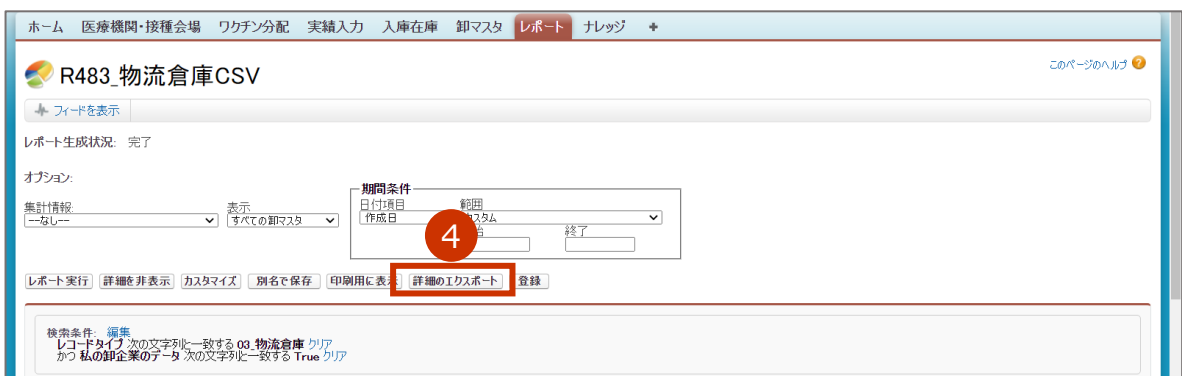 ホーム 医療機関・接種会場 ワクチン分配 実績入力 入庫在庫 卸マスタ レポート ナレッジ +
R483_物流倉庫CSV
このページのヘルプ ?
フィードを表示
レポート生成状況: 完了
オプション:
集計情報: 表示 期間条件
日付項目 範囲
--なし-- すべての卸マスタ 作成日 カスタム
終了
4
レポート実行 詳細を非表示 カスタマイズ 別名で保存 印刷用に表示 詳細のエクスポート 登録
検索条件: 編集
レコードタイプ 次の文字列と一致する 03_物流倉庫 クリア
かつ 私の卸企業のデータ 次の文字列と一致する True クリア